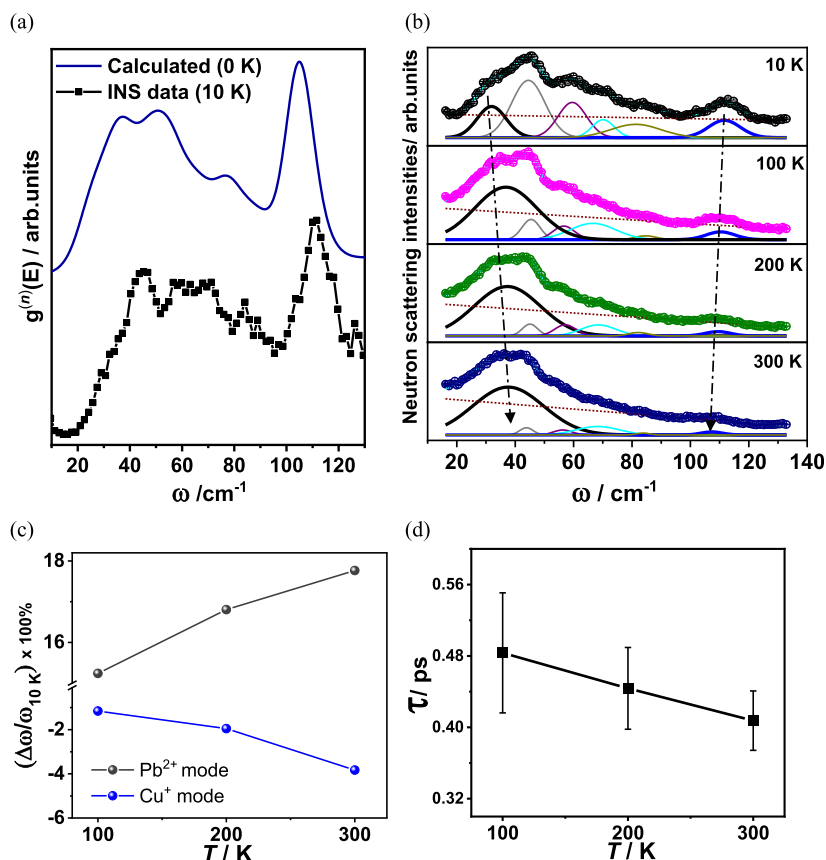 (a)
Calculated (0 K)
INS data (10 K)
g⁽ⁿ⁾(E) / arb.units
20 40 60 80 100 120
ω /cm⁻¹
(b)
10 K
100 K
200 K
300 K
Neutron scattering intensities/ arb.units
20 40 60 80 100 120 140
ω / cm⁻¹
(c)
18
16
-2
-4
-6
(Δω/ω₁₀ K) x 100%
Pb²⁺ mode
Cu⁺ mode
100 200 300
T / K
(d)
0.56
0.48
0.40
0.32
τ/ ps
100 200 300
T / K